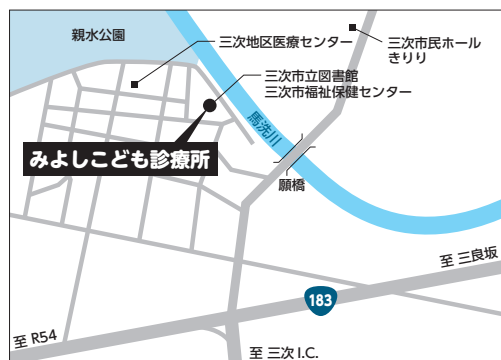 親水公園
三次地区医療センター
三次市民ホール
きりり
三次市立図書館
三次市福祉保健センター
馬洗川
みよしこども診療所
願橋
至 三良坂
183
至 R54
至 三次 I.C.